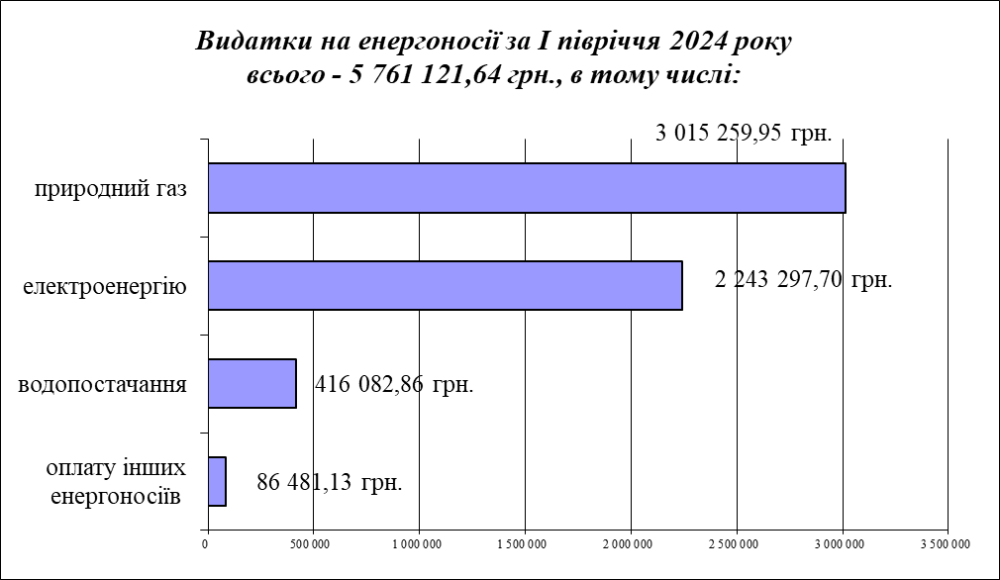 Видатки на енергоносії за І півріччя 2024 року
всього - 5 761 121,64 грн., в тому числі:
3 015 259,95 грн.
природний газ
електроенергію
2 243 297,70 грн.
водопостачання
416 082,86 грн.
оплату інших
енергоносіїв
86 481,13 грн.
0
500 000
1 000 000
1 500 000
2 000 000
2 500 000
3 000 000
3 500 000